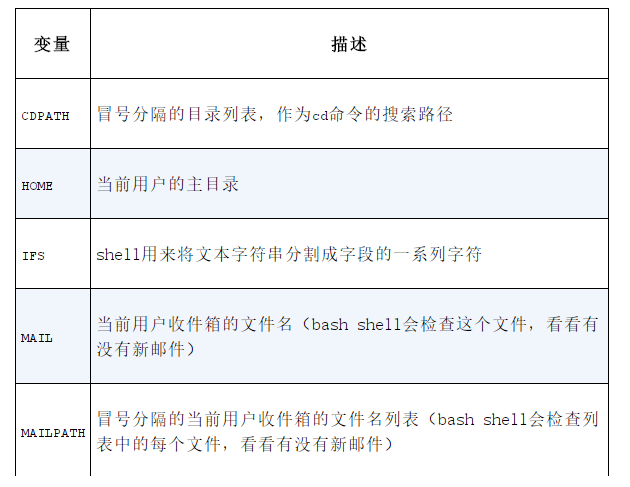 变量 描述
CDPATH 冒号分隔的目录列表，作为cd命令的搜索路径
HOME 当前用户的主目录
IFS shell用来将文本字符串分割成字段的一系列字符
MAIL 当前用户收件箱的文件名（bash shell会检查这个文件，看看有
没有新邮件）
MAILPATH 冒号分隔的当前用户收件箱的文件名列表（bash shell会检查列
表中的每个文件，看看有没有新邮件）